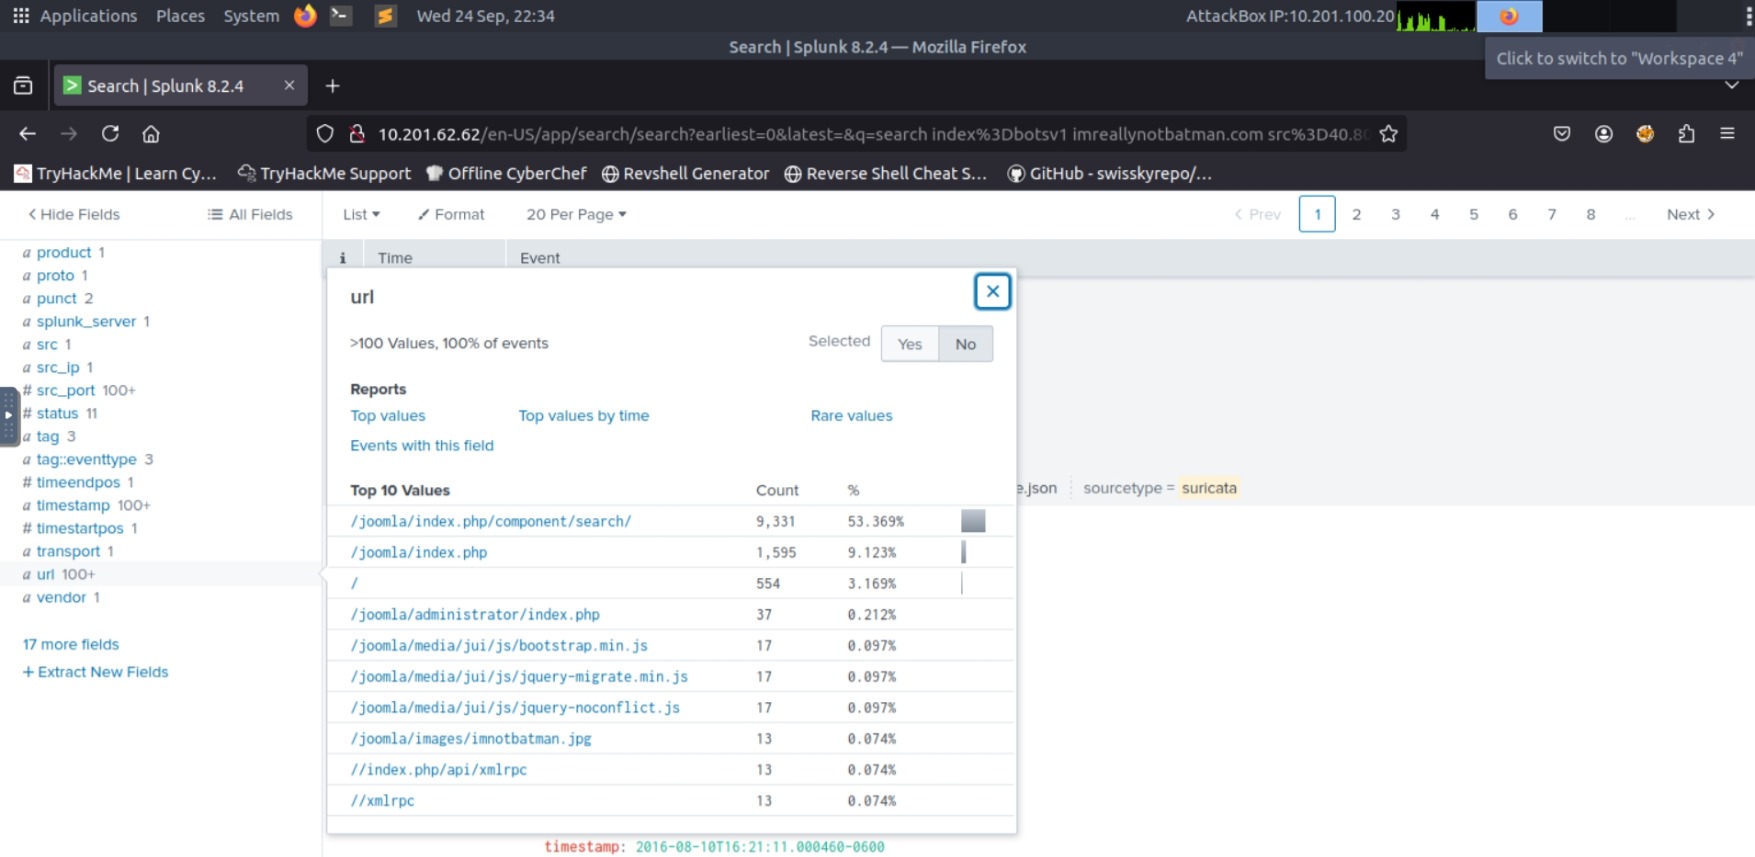 Applications Places System Wed 24 Sep, 22:34 AttackBox IP:10.201.100.20
Search | Splunk 8.2.4 — Mozilla Firefox
Click to switch to "Workspace 4"
Search | Splunk 8.2.4
10.201.62.62/en-US/app/search/search?earliest=0&latest=&q=search index%3Dbotsv1 imreallynotbatman.com src%3D40.80
TryHackMe | Learn Cy... TryHackMe Support Offline CyberChef Revshell Generator Reverse Shell Cheat S... GitHub - swisskyrepo/...
Hide Fields All Fields List Format 20 Per Page Prev 1 2 3 4 5 6 7 8 ... Next
i Time Event
a product 1
a proto 1
a punct 2
a splunk_server 1
a src 1
a src_ip 1
# src_port 100+
# status 11
a tag 3
a tag::eventtype 3
# timeendpos 1
a timestamp 100+
# timestartpos 1
a transport 1
a url 100+
a vendor 1
17 more fields
+ Extract New Fields
url
>100 Values, 100% of events Selected Yes No
Reports
Top values Top values by time Rare values
Events with this field
Top 10 Values Count %
/joomla/index.php/component/search/ 9,331 53.369%
/joomla/index.php 1,595 9.123%
/ 554 3.169%
/joomla/administrator/index.php 37 0.212%
/joomla/media/jui/js/bootstrap.min.js 17 0.097%
/joomla/media/jui/js/jquery-migrate.min.js 17 0.097%
/joomla/media/jui/js/jquery-noconflict.js 17 0.097%
/joomla/images/imnotbatman.jpg 13 0.074%
//index.php/api/xmlrpc 13 0.074%
//xmlrpc 13 0.074%
e.json sourcetype = suricata
timestamp: 2016-08-10T16:21:11.000460-0600